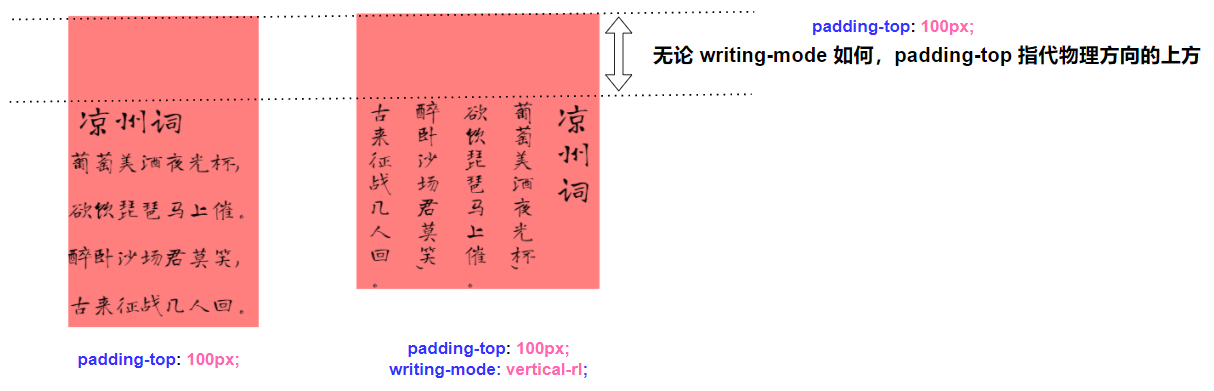 padding-top: 100px;
无论 writing-mode 如何，padding-top 指代物理方向的上方
凉州词
葡萄美酒夜光杯，
欲饮琵琶马上催。
醉卧沙场君莫笑，
古来征战几人回。
padding-top: 100px;
凉州词
葡萄美酒夜光杯，
欲饮琵琶马上催。
醉卧沙场君莫笑，
古来征战几人回。
padding-top: 100px;
writing-mode: vertical-rl;